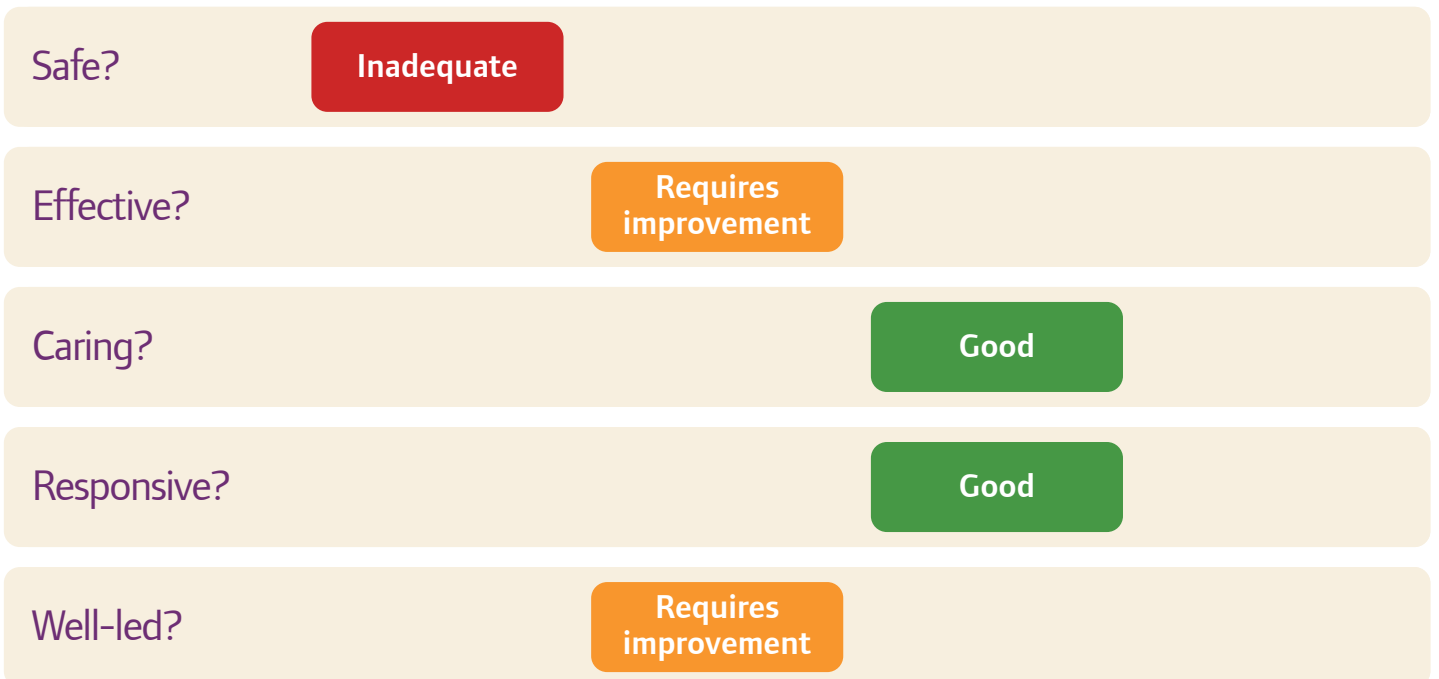 Safe?
Inadequate
Effective?
Requires
improvement
Caring?
Good
Responsive?
Good
Well-led?
Requires
improvement